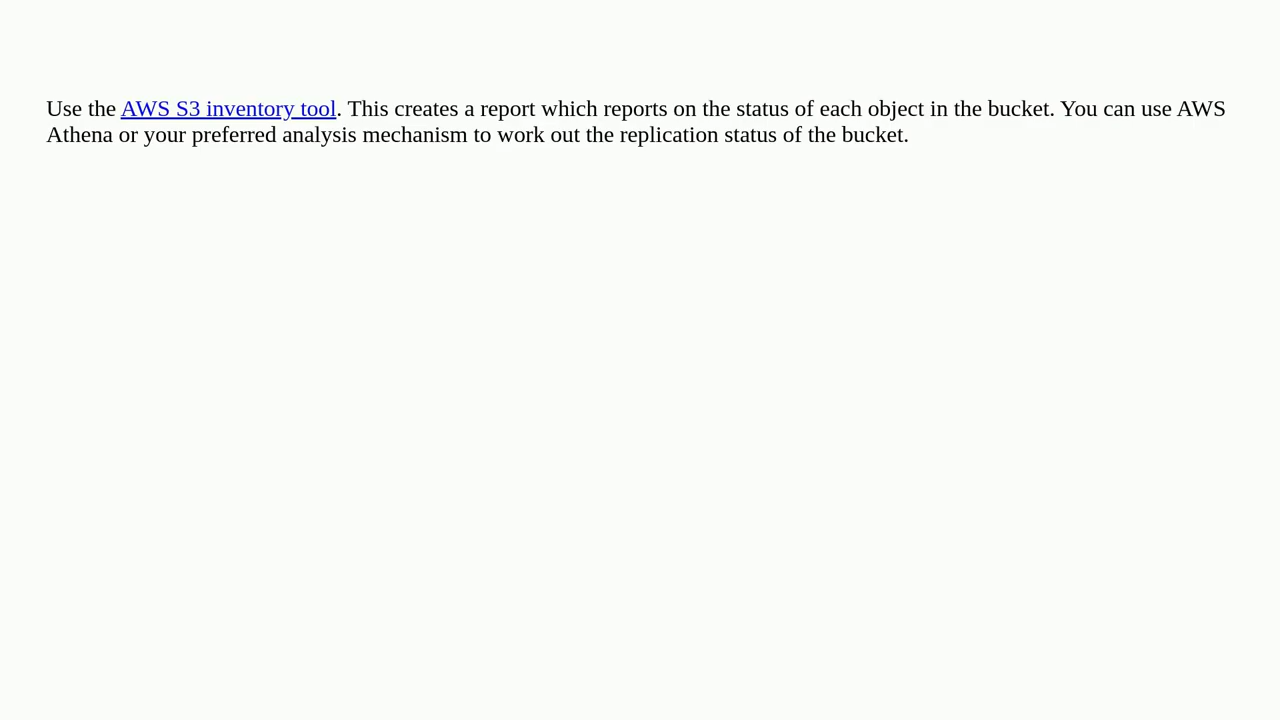 Use the AWS S3 inventory tool. This creates a report which reports on the status of each object in the bucket. You can use AWS
Athena or your preferred analysis mechanism to work out the replication status of the bucket.